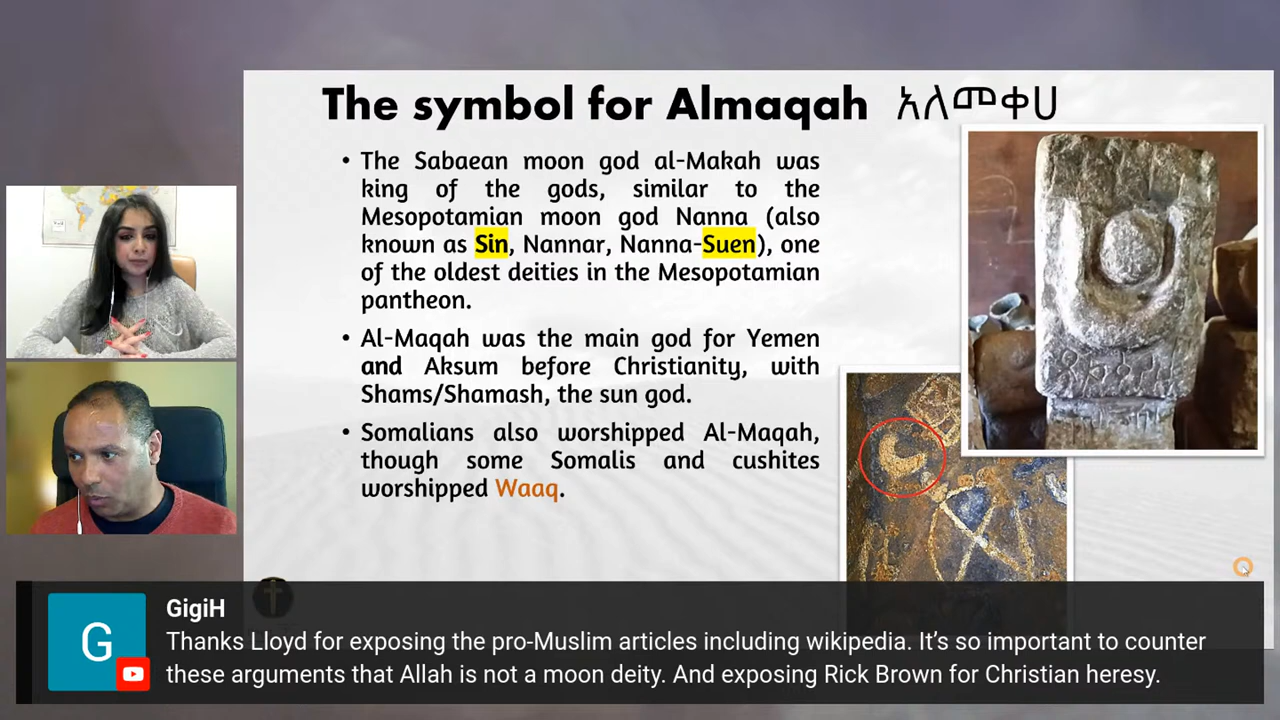 The symbol for Almaqah አለመቀሀ
• The Sabaean moon god al-Makah was
king of the gods, similar to the
Mesopotamian moon god Nanna (also
known as Sin, Nannar, Nanna-Suen), one
of the oldest deities in the Mesopotamian
pantheon.
• Al-Maqah was the main god for Yemen
and Aksum before Christianity, with
Shams/Shamash, the sun god.
• Somalians also worshipped Al-Maqah,
though some Somalis and cushites
worshipped Waaq.
G
GigiH
Thanks Lloyd for exposing the pro-Muslim articles including wikipedia. It’s so important to counter
these arguments that Allah is not a moon deity. And exposing Rick Brown for Christian heresy.